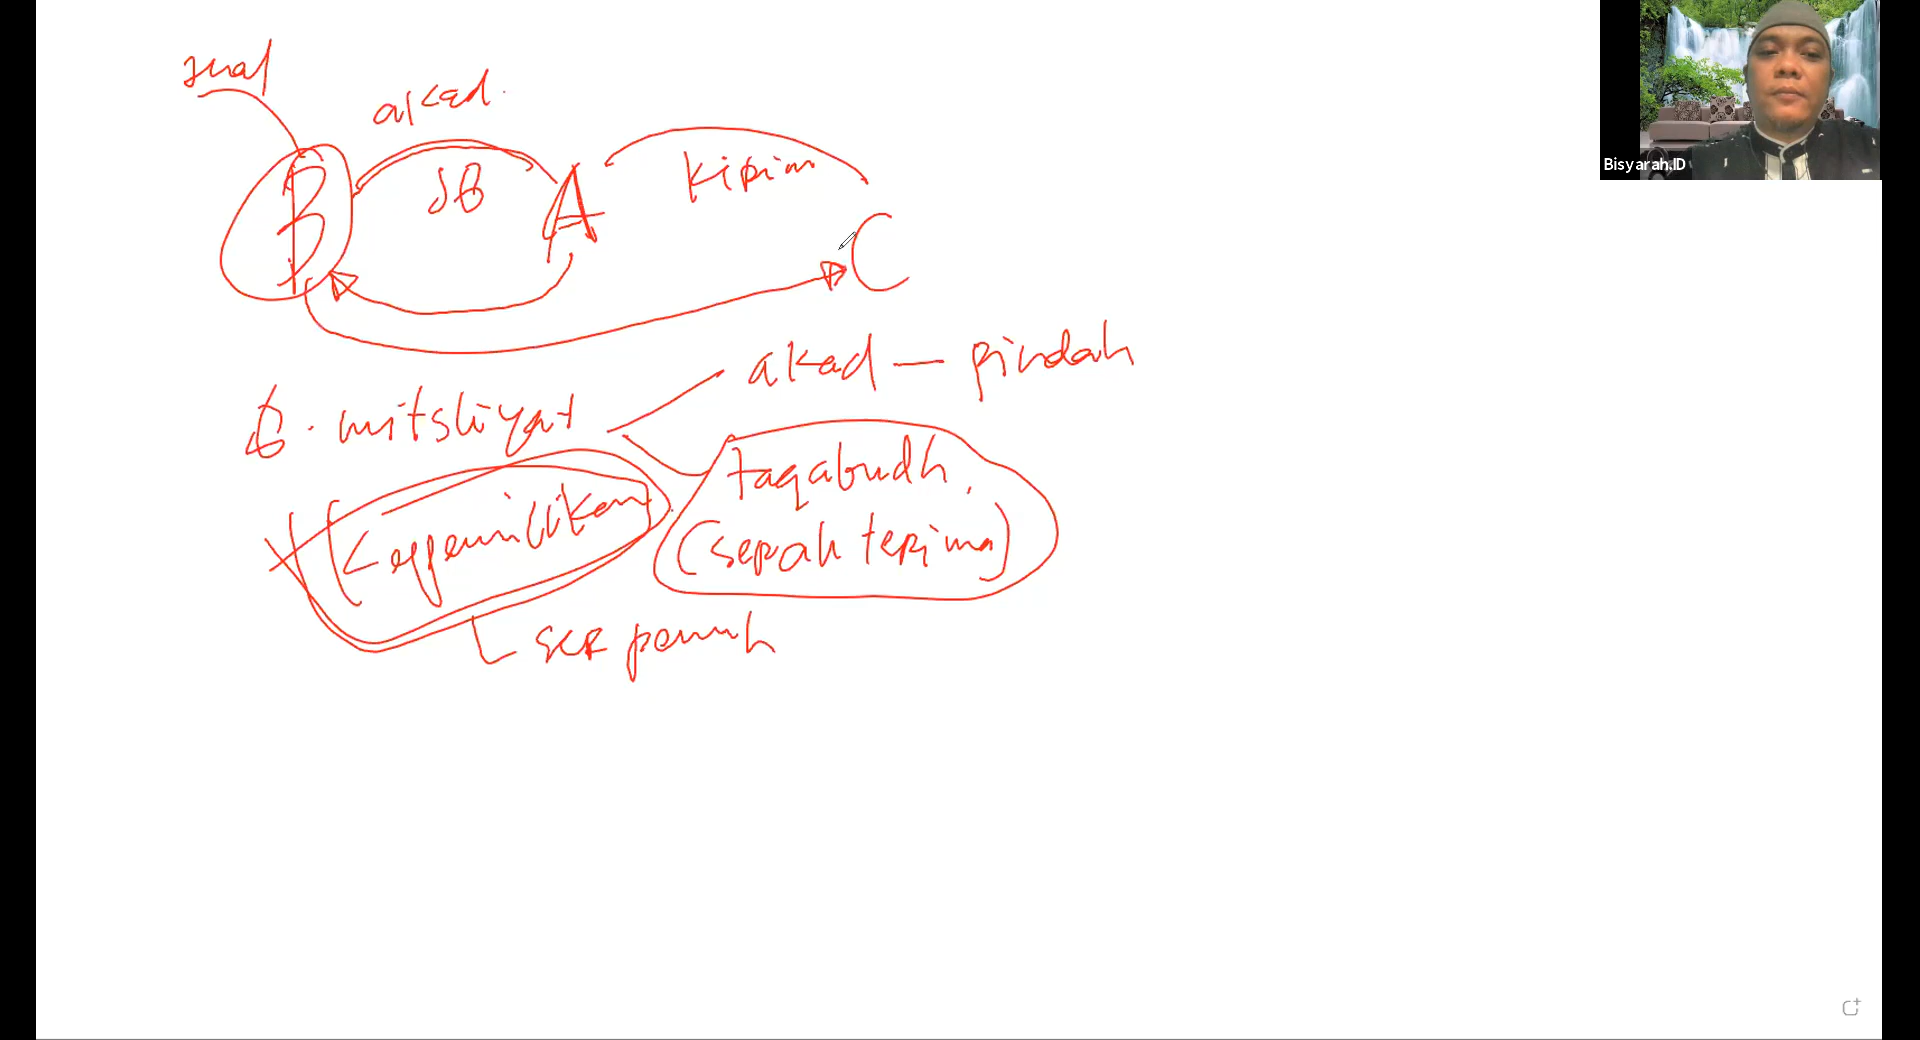 jual
akad.
B
JB
A
kirim
C
akad — pindah
B. mitsliyat
taqabudh
(serah terima)
kepemilikan
scr penuh
Bisyarah.ID